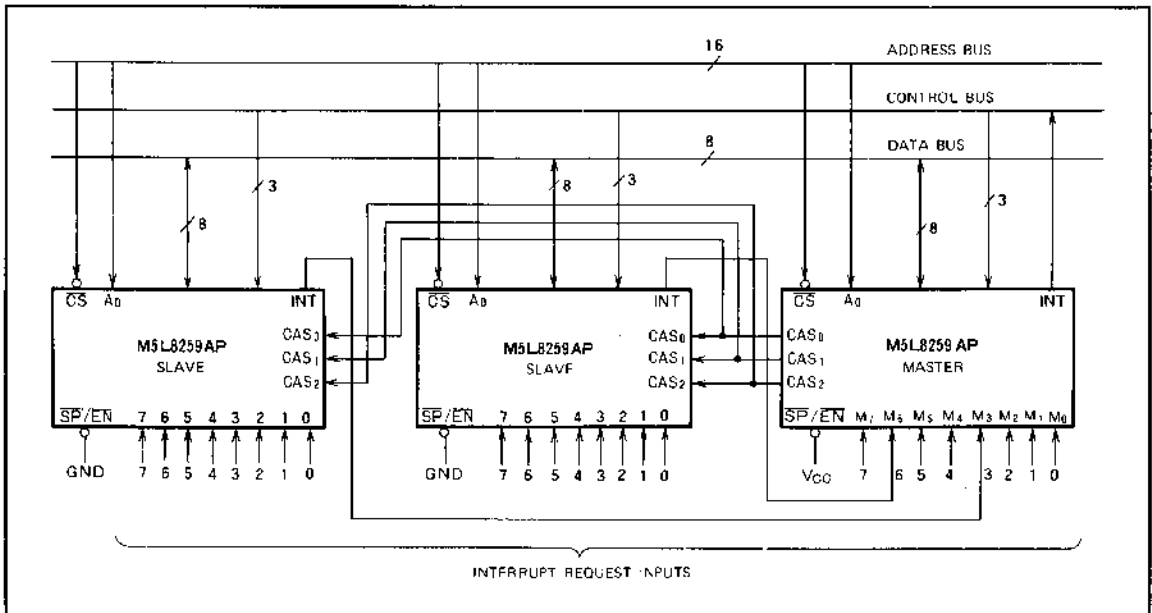 16
ADDRESS BUS
CONTROL BUS
8
DATA BUS
8
3
8
3
8
3
CS A0 INT
CAS0
CAS1
CAS2
M5L8259AP
SLAVE
SP/EN 7 6 5 4 3 2 1 0
GND 7 6 5 4 3 2 1 0
CS A0 INT
CAS0
CAS1
CAS2
M5L8259AP
SLAVE
SP/EN 7 6 5 4 3 2 1 0
GND 7 6 5 4 3 2 1 0
CS A0 INT
CAS0
CAS1
CAS2
M5L8259AP
MASTER
SP/EN M7 M6 M5 M4 M3 M2 M1 M0
VCC 7 6 5 4 3 2 1 0
INTERRUPT REQUEST INPUTS